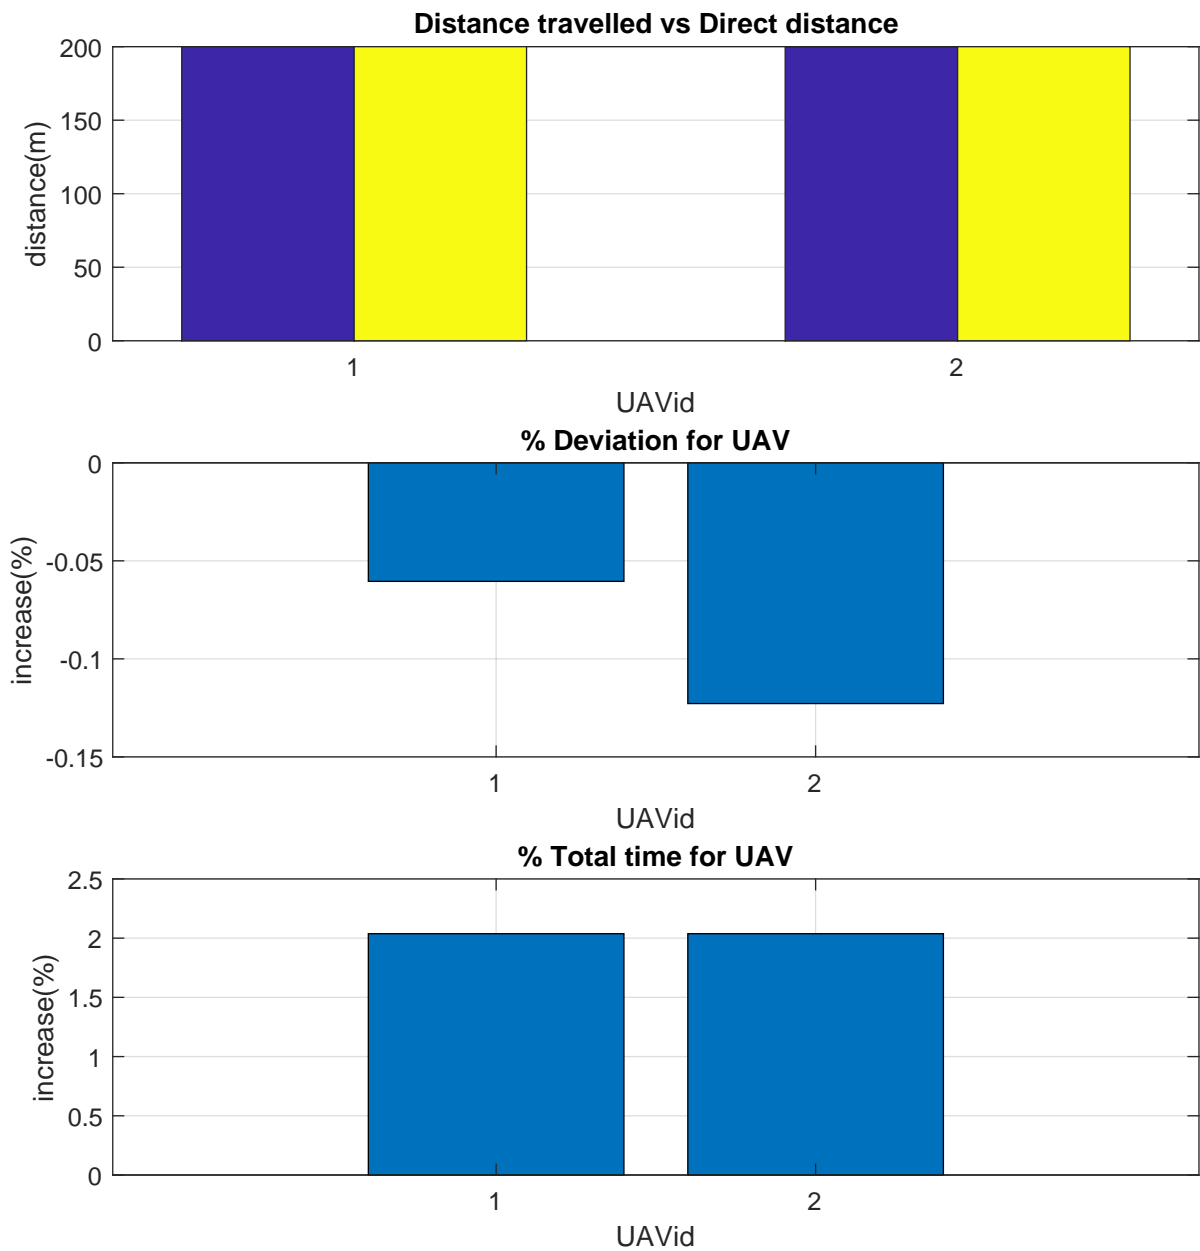 Distance travelled vs Direct distance
200
150
100
50
0
distance(m)
1 2
UAVid
% Deviation for UAV
0
-0.05
-0.1
-0.15
increase(%)
1 2
UAVid
% Total time for UAV
2.5
2
1.5
1
0.5
0
increase(%)
1 2
UAVid